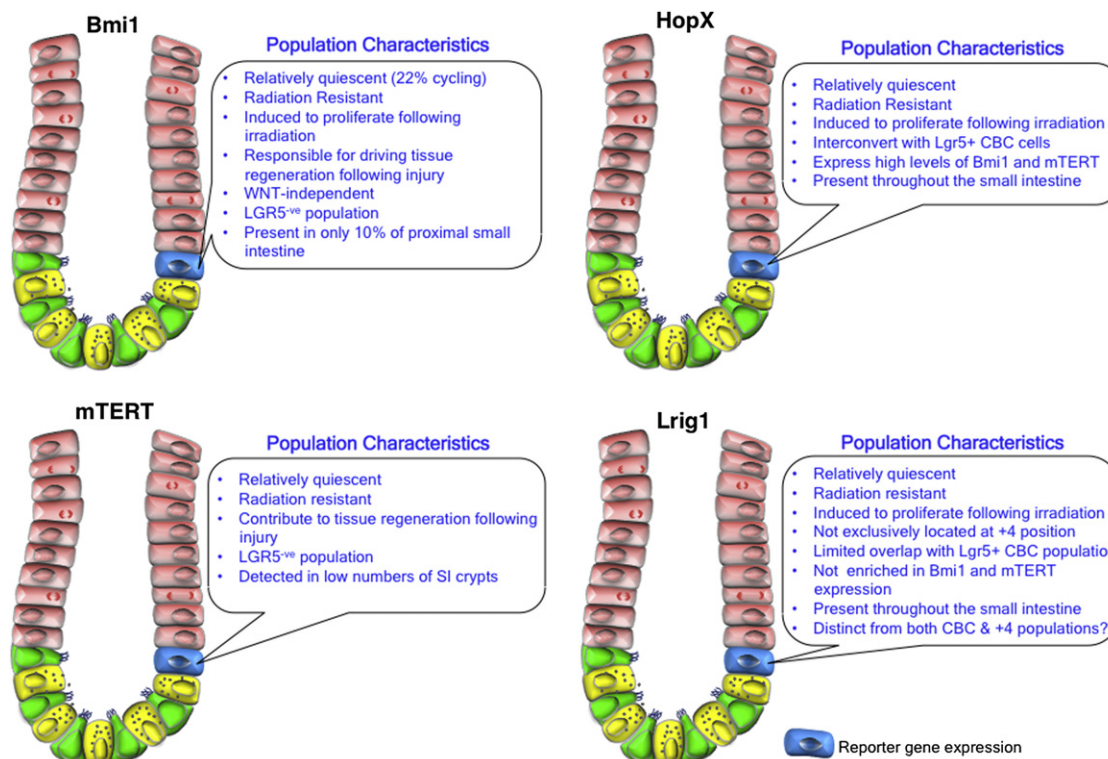 Bmi1
Population Characteristics
• Relatively quiescent (22% cycling)
• Radiation Resistant
• Induced to proliferate following
irradiation
• Responsible for driving tissue
regeneration following injury
• WNT-independent
• LGR5-ve population
• Present in only 10% of proximal small
intestine
HopX
Population Characteristics
• Relatively quiescent
• Radiation Resistant
• Induced to proliferate following irradiation
• Interconvert with Lgr5+ CBC cells
• Express high levels of Bmi1 and mTERT
• Present throughout the small intestine
mTERT
Population Characteristics
• Relatively quiescent
• Radiation resistant
• Contribute to tissue regeneration following
injury
• LGR5-ve population
• Detected in low numbers of SI crypts
Lrig1
Population Characteristics
• Relatively quiescent
• Radiation resistant
• Induced to proliferate following irradiation
• Not exclusively located at +4 position
• Limited overlap with Lgr5+ CBC populatio
• Not enriched in Bmi1 and mTERT
expression
• Present throughout the small intestine
• Distinct from both CBC & +4 populations?
Reporter gene expression